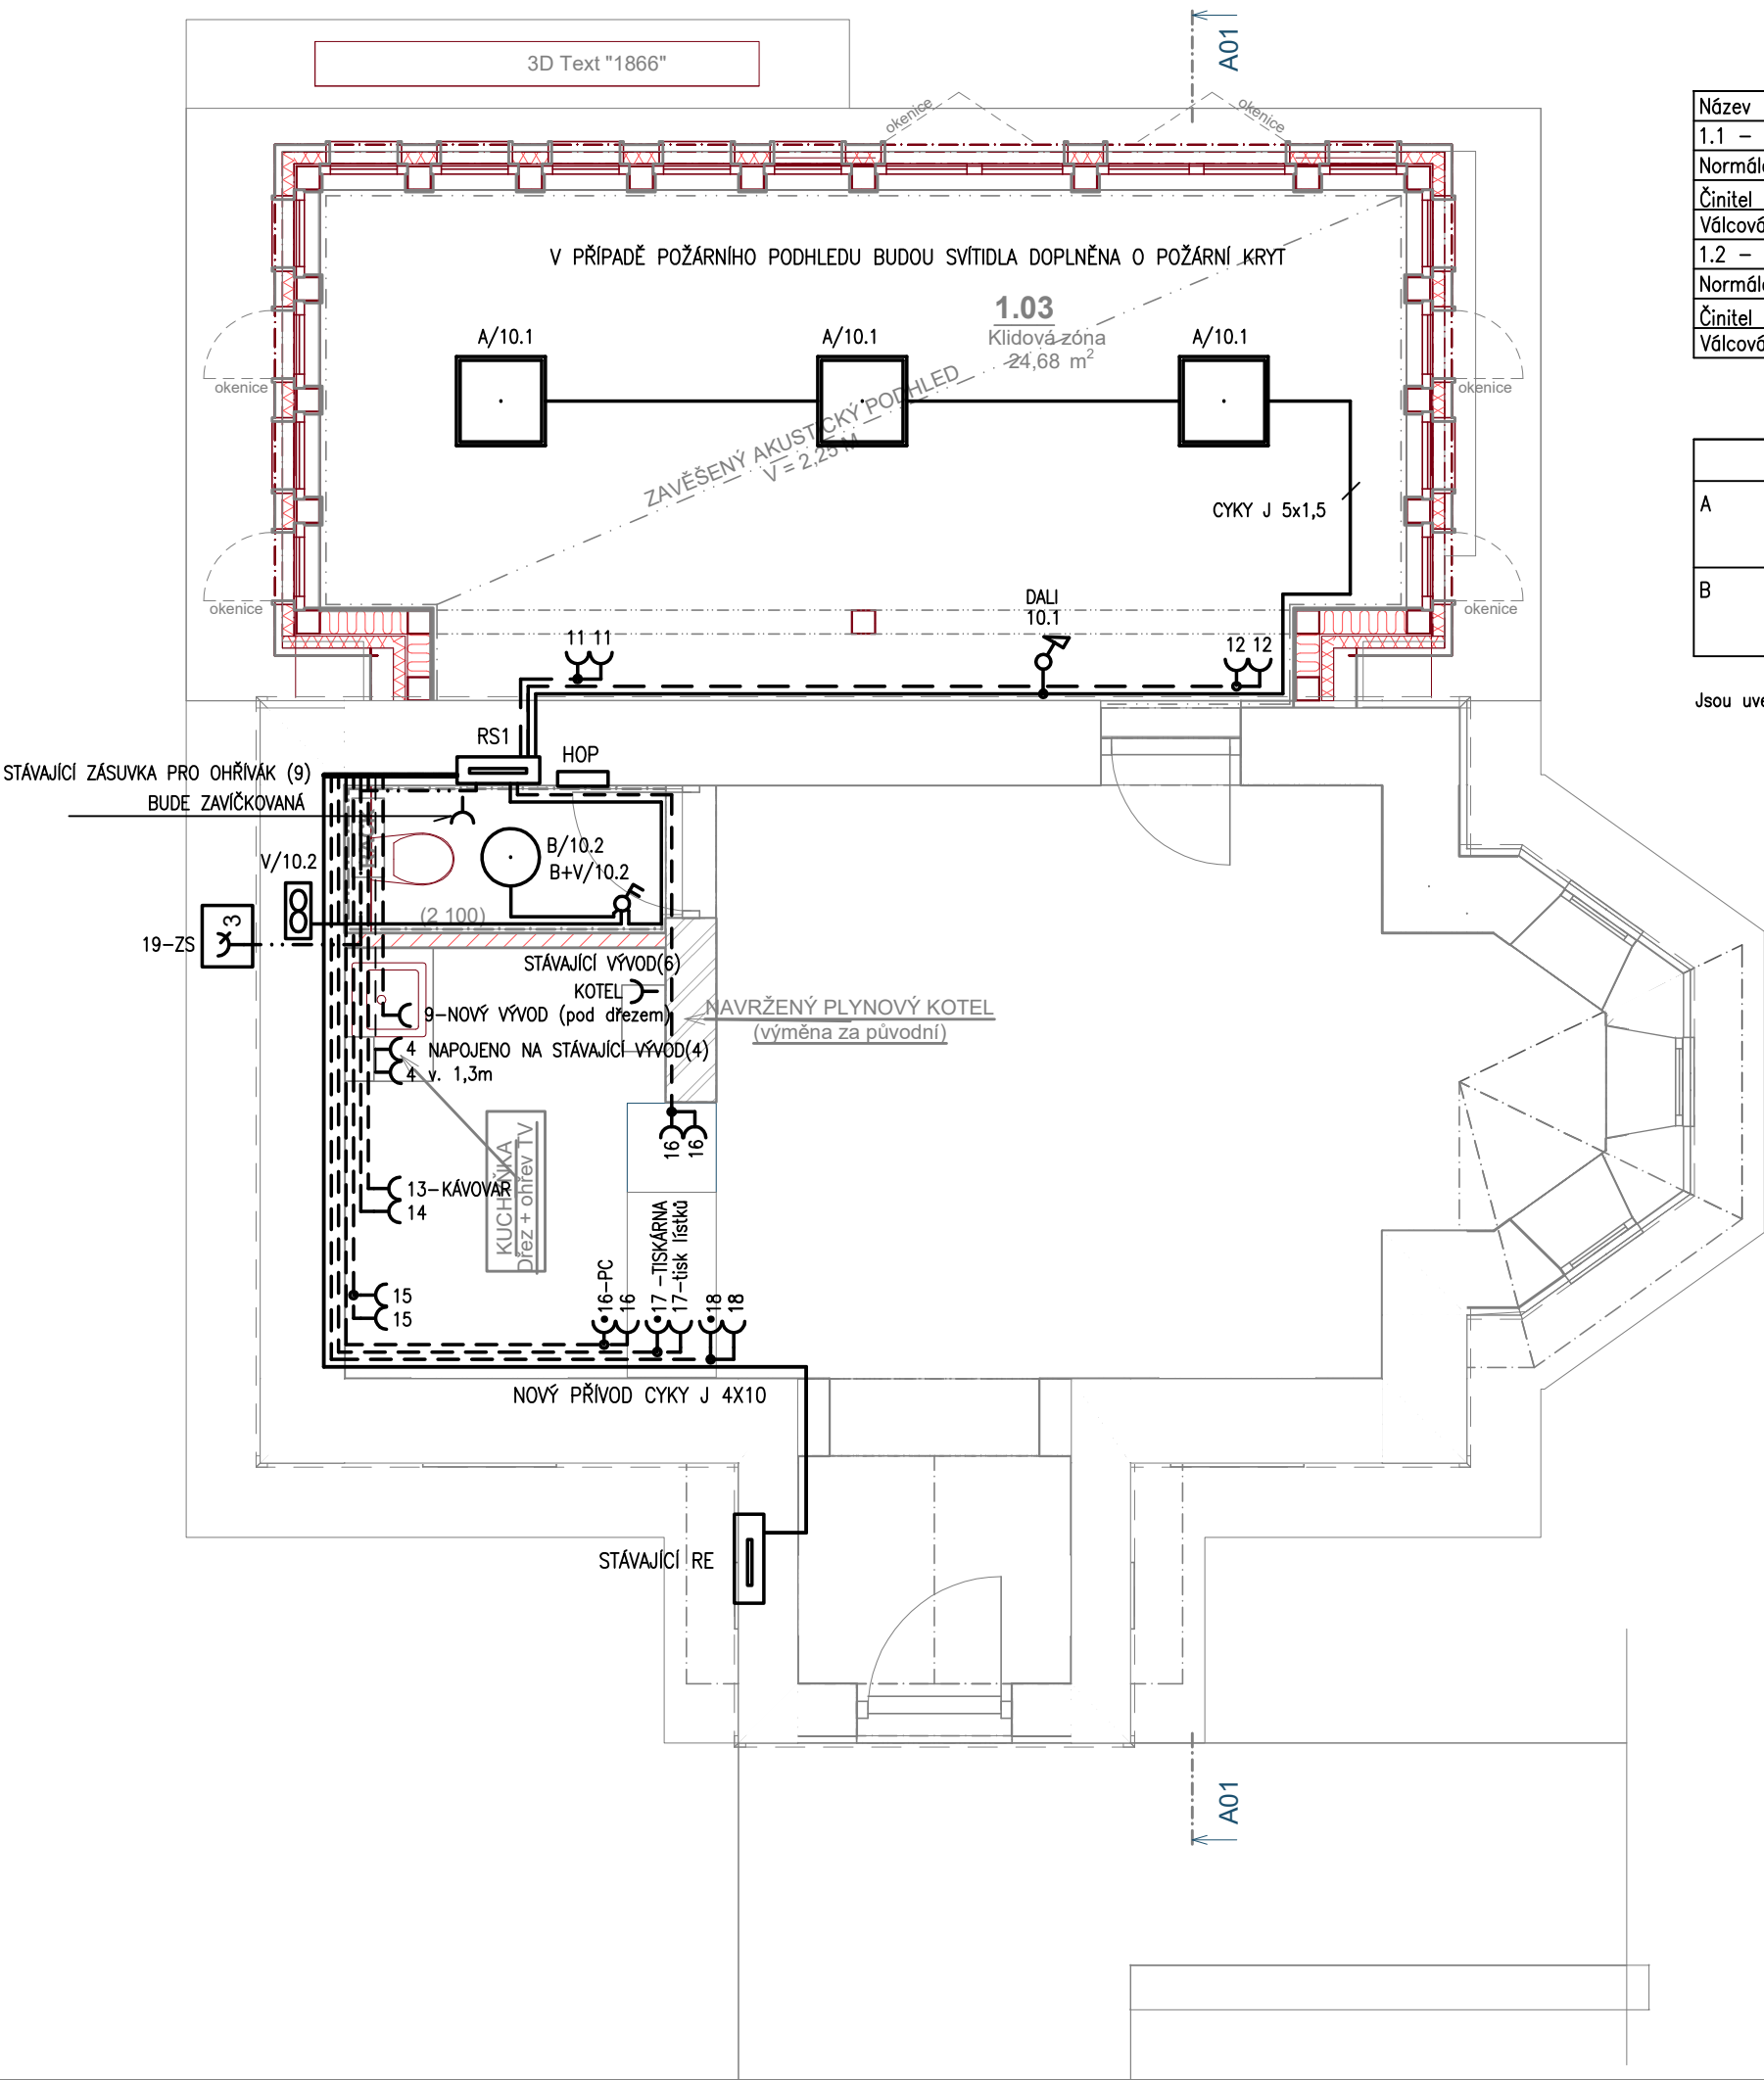 3D Text "1866"
A01
okenice
okenice
Název
1.1 –
Činitel
1.2 –
Činitel
V PŘÍPADĚ POŽÁRNÍHO PODHLEDU BUDOU SVÍTIDLA DOPLNĚNA O POŽÁRNÍ KRYT
1.03
Klidová zóna
24,68 m²
A/10.1
A/10.1
A/10.1
okenice
okenice
ZAVĚŠENÝ AKUSTICKÝ PODHLED
V = 2,25 M
CYKY J 5x1,5
A
B
okenice
okenice
DALI
10.1
11 11
12 12
Jsou
RS1
HOP
STÁVAJÍCÍ ZÁSUVKA PRO OHŘÍVÁK (9)
BUDE ZAVÍČKOVANÁ
V/10.2
B/10.2
B+V/10.2
(2 100)
3
19-ZS
STÁVAJÍCÍ VÝVOD(6)
KOTEL
9-NOVÝ VÝVOD (pod dřezem)
NAVRŽENÝ PLYNOVÝ KOTEL
(výměna za původní)
4 NAPOJENO NA STÁVAJÍCÍ VÝVOD(4)
4 v. 1,3m
KUCHIŇKA
Dřez + ohřev TV
16
16
13-KÁVOVAR
14
15
15
16-PC
16
17 -TISKÁRNA
17-tisk lístků
18
18
NOVÝ PŘÍVOD CYKY J 4X10
STÁVAJÍCÍ RE
A01